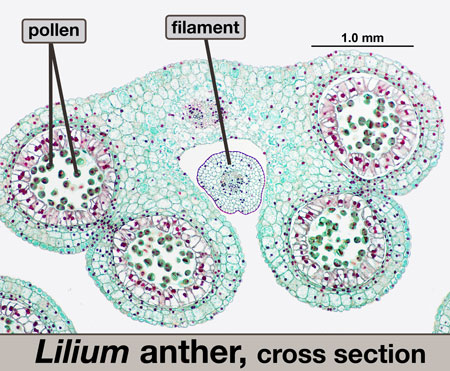 pollen
filament
1.0 mm
Lilium anther, cross section